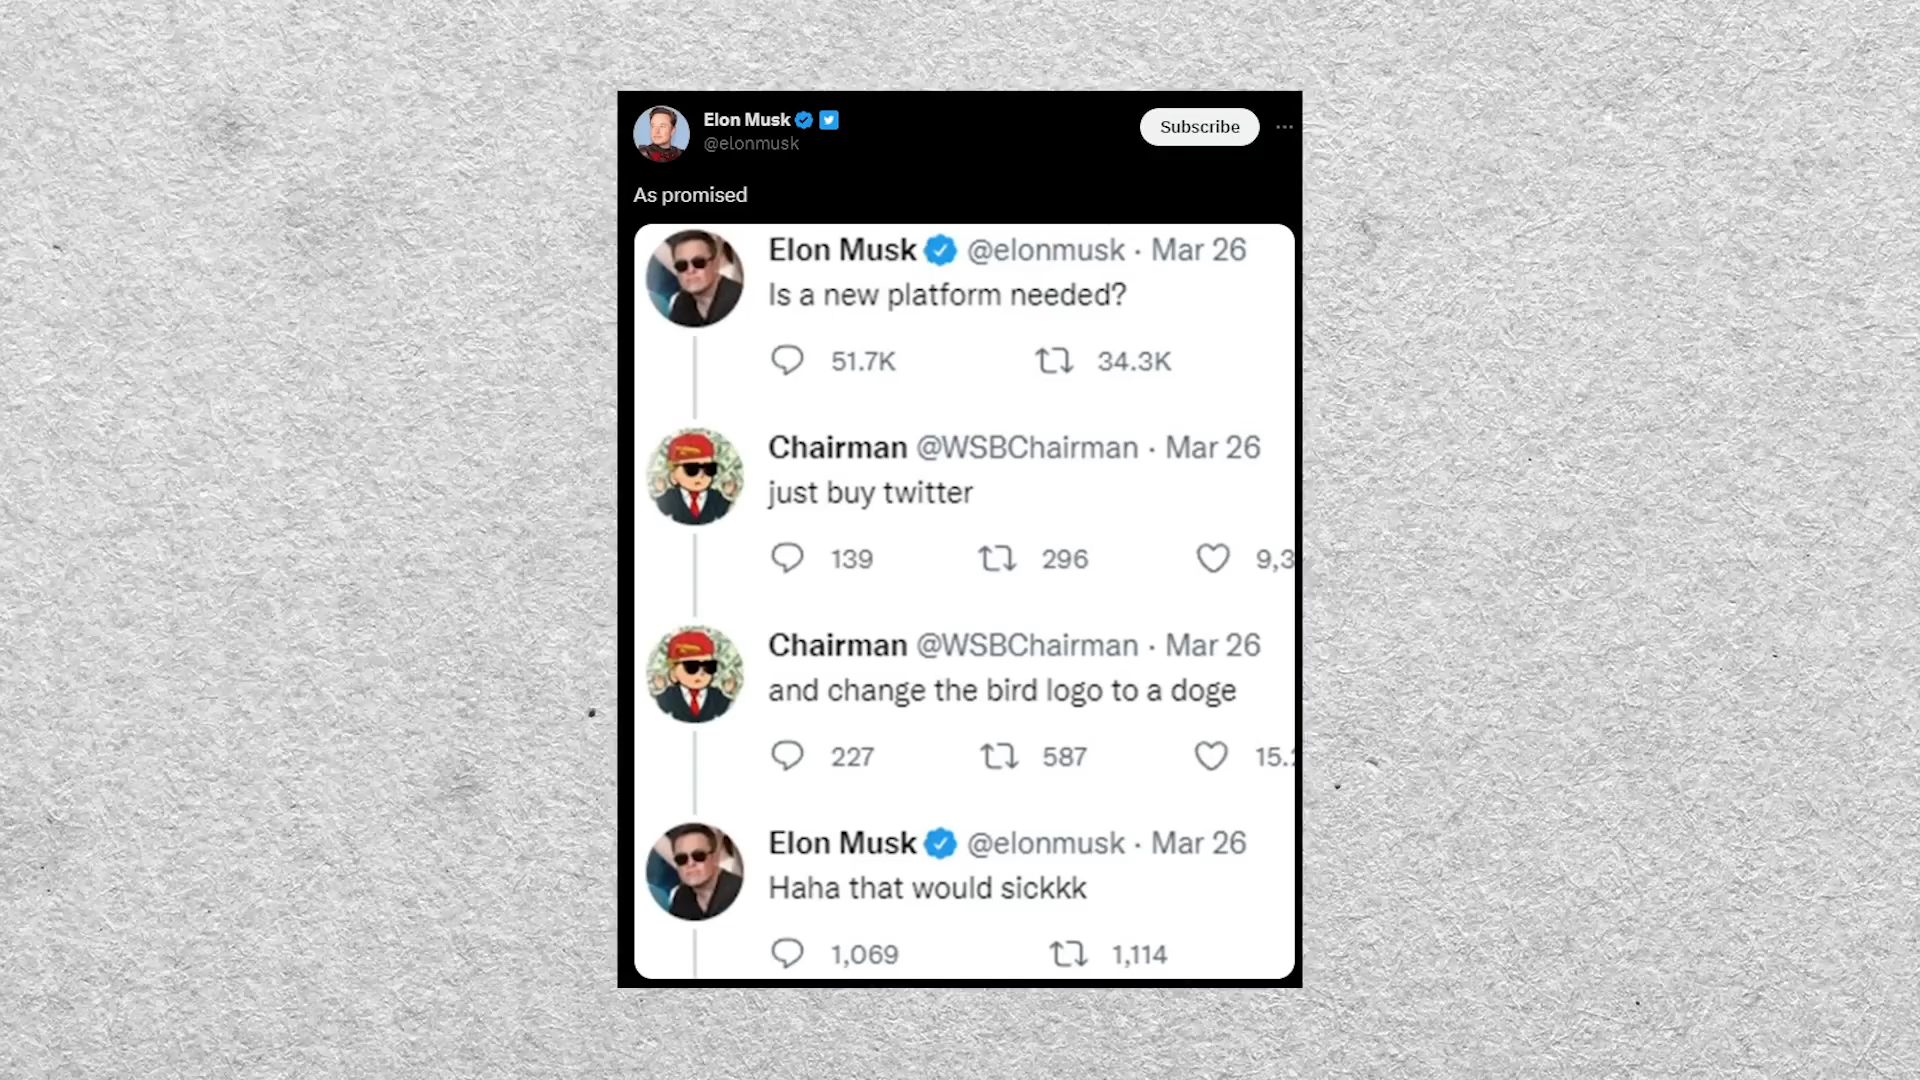 Elon Musk
@elonmusk
Subscribe
As promised
Elon Musk @elonmusk · Mar 26
Is a new platform needed?
51.7K 34.3K
Chairman @WSBChairman · Mar 26
just buy twitter
139 296 9,3
Chairman @WSBChairman · Mar 26
and change the bird logo to a doge
227 587 15.
Elon Musk @elonmusk · Mar 26
Haha that would sickkk
1,069 1,114